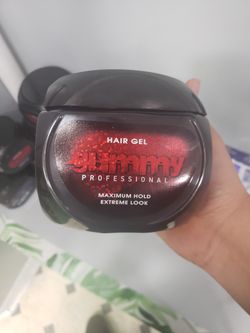 HAIR GEL
gummy
PROFESSIONAL
MAXIMUM HOLD
EXTREME LOOK